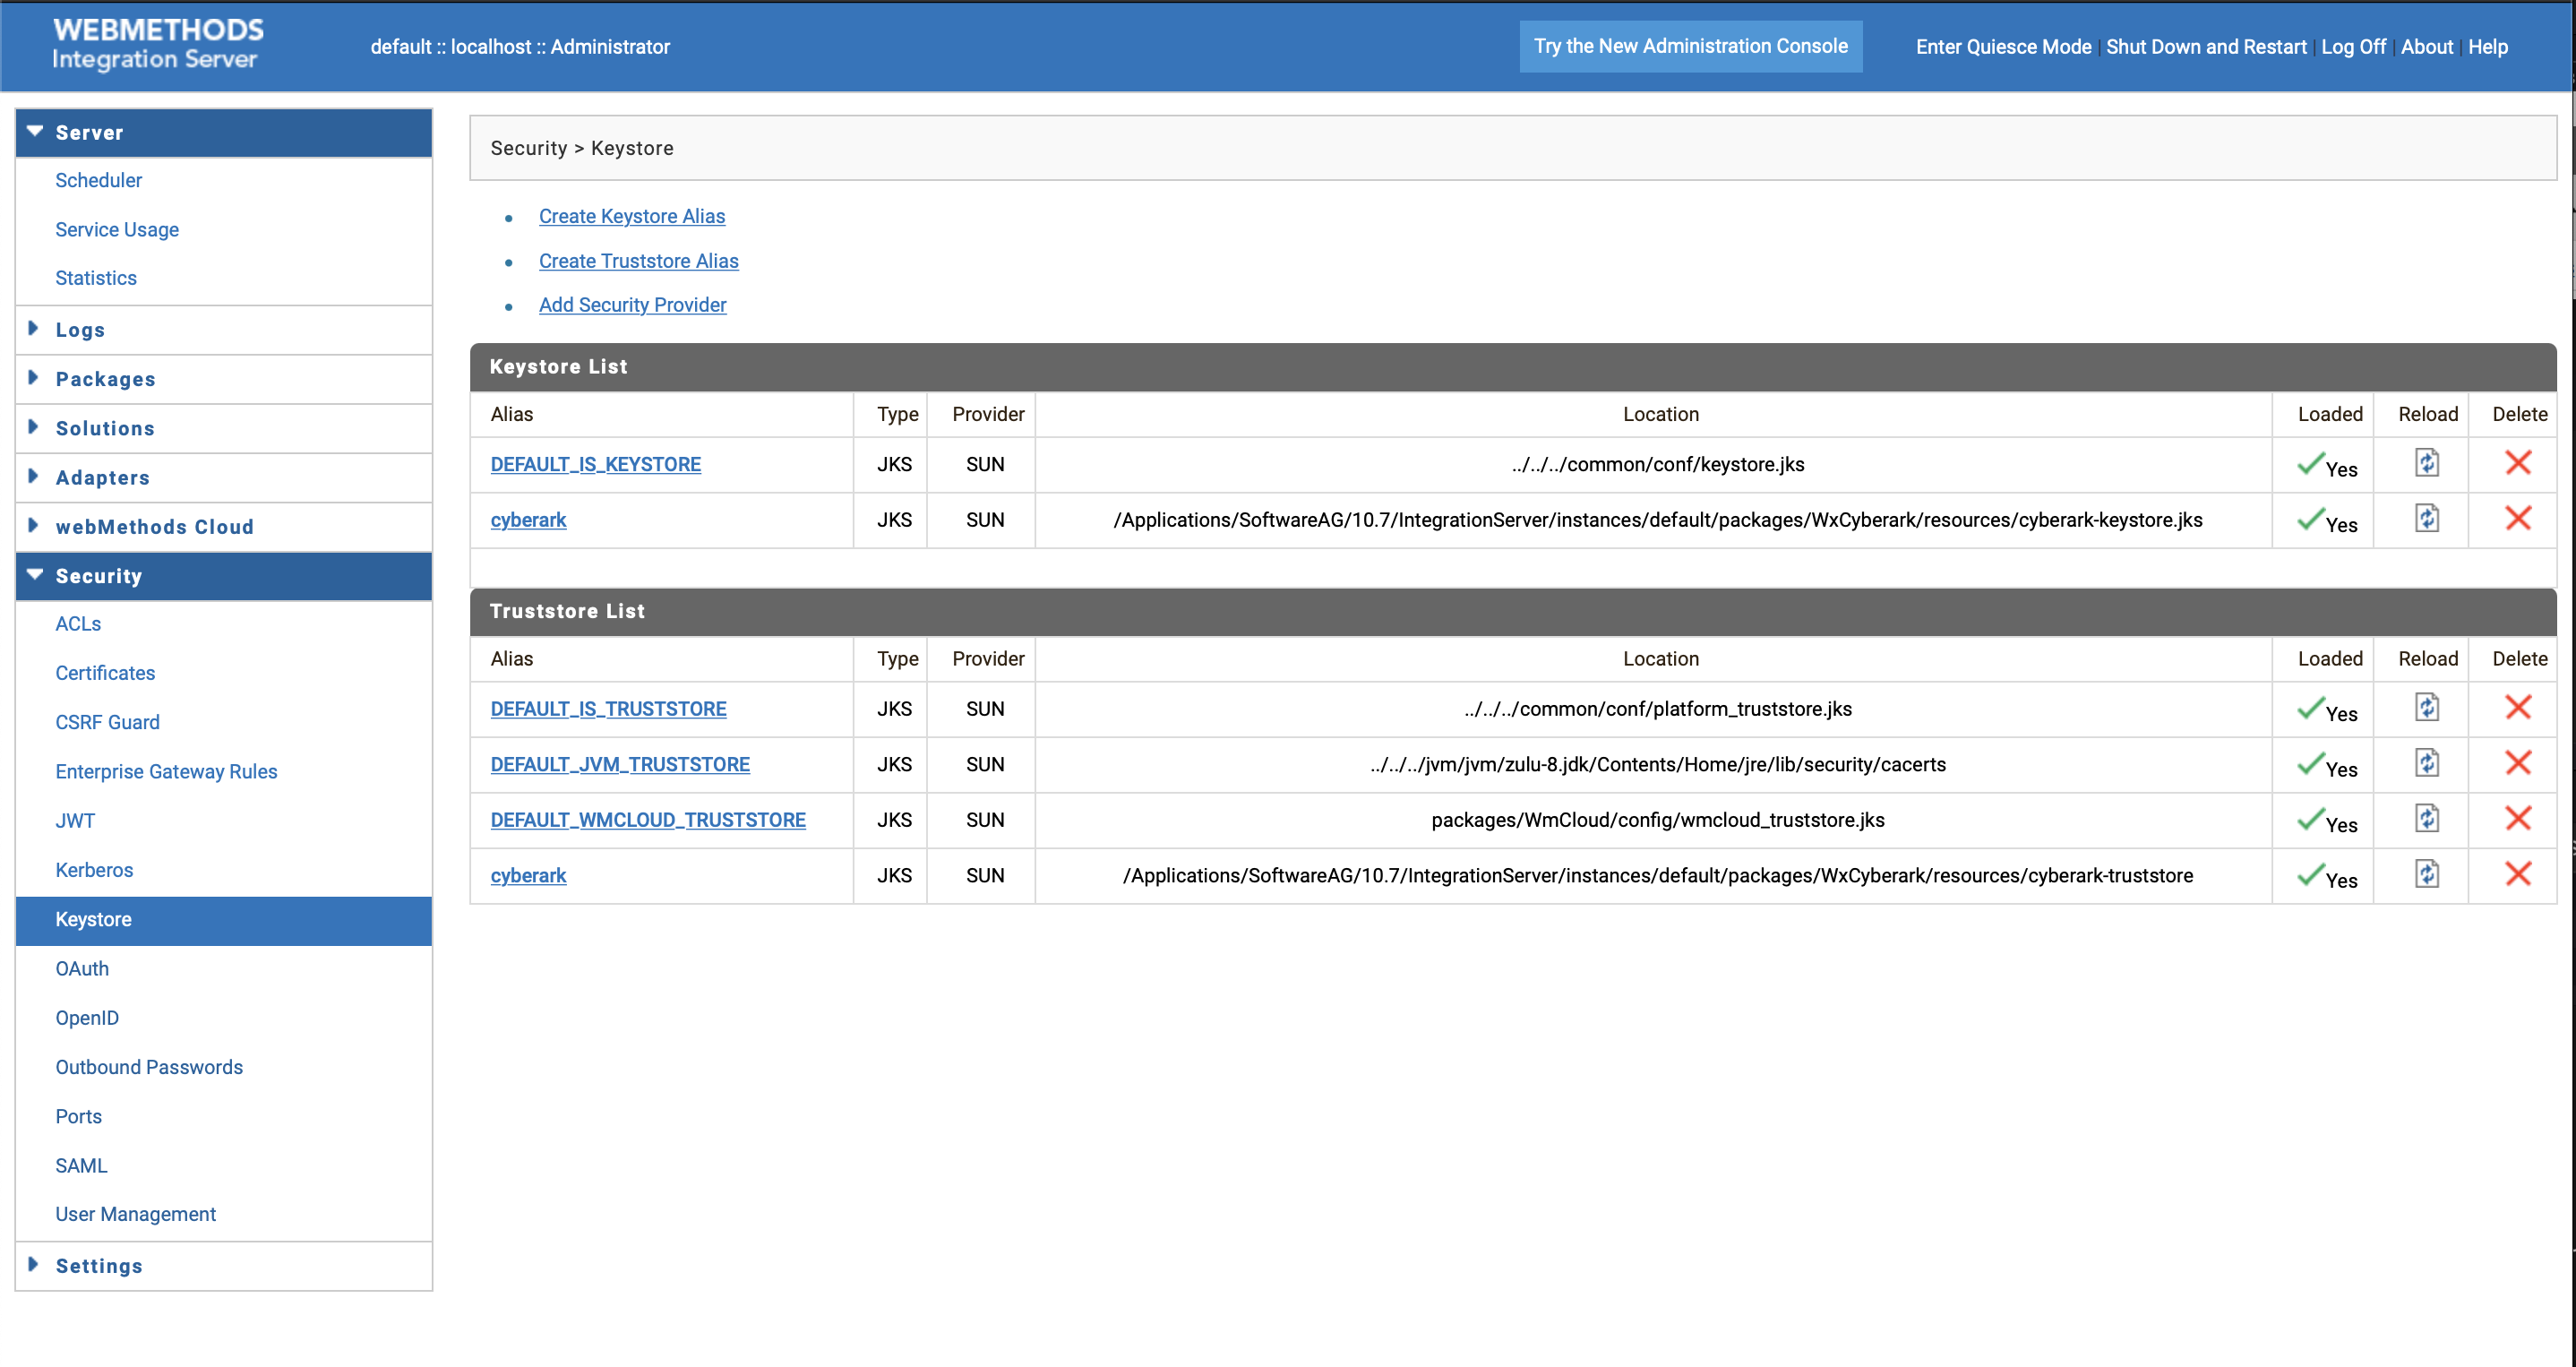 WEBMETHODS
Integration Server
default :: localhost :: Administrator
Try the New Administration Console
Enter Quiesce Mode | Shut Down and Restart | Log Off | About | Help
Server
Scheduler
Service Usage
Statistics
Logs
Packages
Solutions
Adapters
webMethods Cloud
Security
ACLs
Certificates
CSRF Guard
Enterprise Gateway Rules
JWT
Kerberos
Keystore
OAuth
OpenID
Outbound Passwords
Ports
SAML
User Management
Settings
Security > Keystore
Create Keystore Alias
Create Truststore Alias
Add Security Provider
Keystore List
Alias Type Provider Location Loaded Reload Delete
DEFAULT_IS_KEYSTORE JKS SUN ../../../common/conf/keystore.jks Yes
cyberark JKS SUN /Applications/SoftwareAG/10.7/IntegrationServer/instances/default/packages/WxCyberark/resources/cyberark-keystore.jks Yes
Truststore List
Alias Type Provider Location Loaded Reload Delete
DEFAULT_IS_TRUSTSTORE JKS SUN ../../../common/conf/platform_truststore.jks Yes
DEFAULT_JVM_TRUSTSTORE JKS SUN ../../../jvm/jvm/zulu-8.jdk/Contents/Home/jre/lib/security/cacerts Yes
DEFAULT_WMCLOUD_TRUSTSTORE JKS SUN packages/WmCloud/config/wmcloud_truststore.jks Yes
cyberark JKS SUN /Applications/SoftwareAG/10.7/IntegrationServer/instances/default/packages/WxCyberark/resources/cyberark-truststore Yes